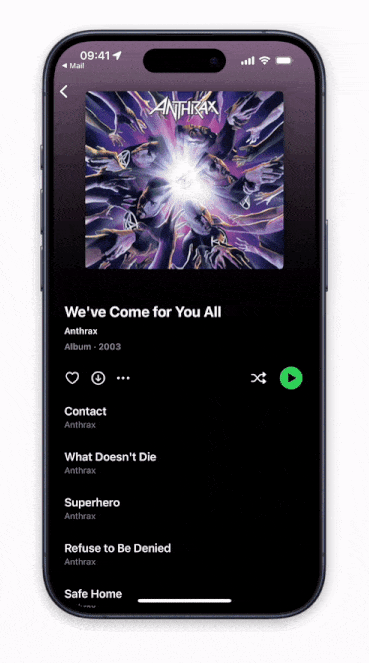 09:41
Mail
ANTHRAX
We've Come for You All
Anthrax
Album · 2003
Contact
Anthrax
What Doesn't Die
Anthrax
Superhero
Anthrax
Refuse to Be Denied
Anthrax
Safe Home